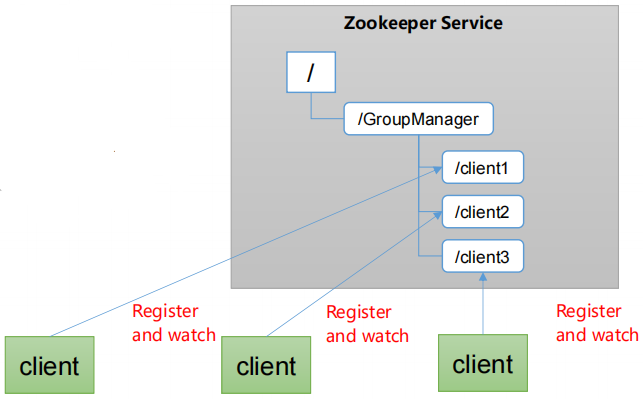 Zookeeper Service
/
/GroupManager
/client1
/client2
/client3
Register
and watch
Register
and watch
Register
and watch
client
client
client